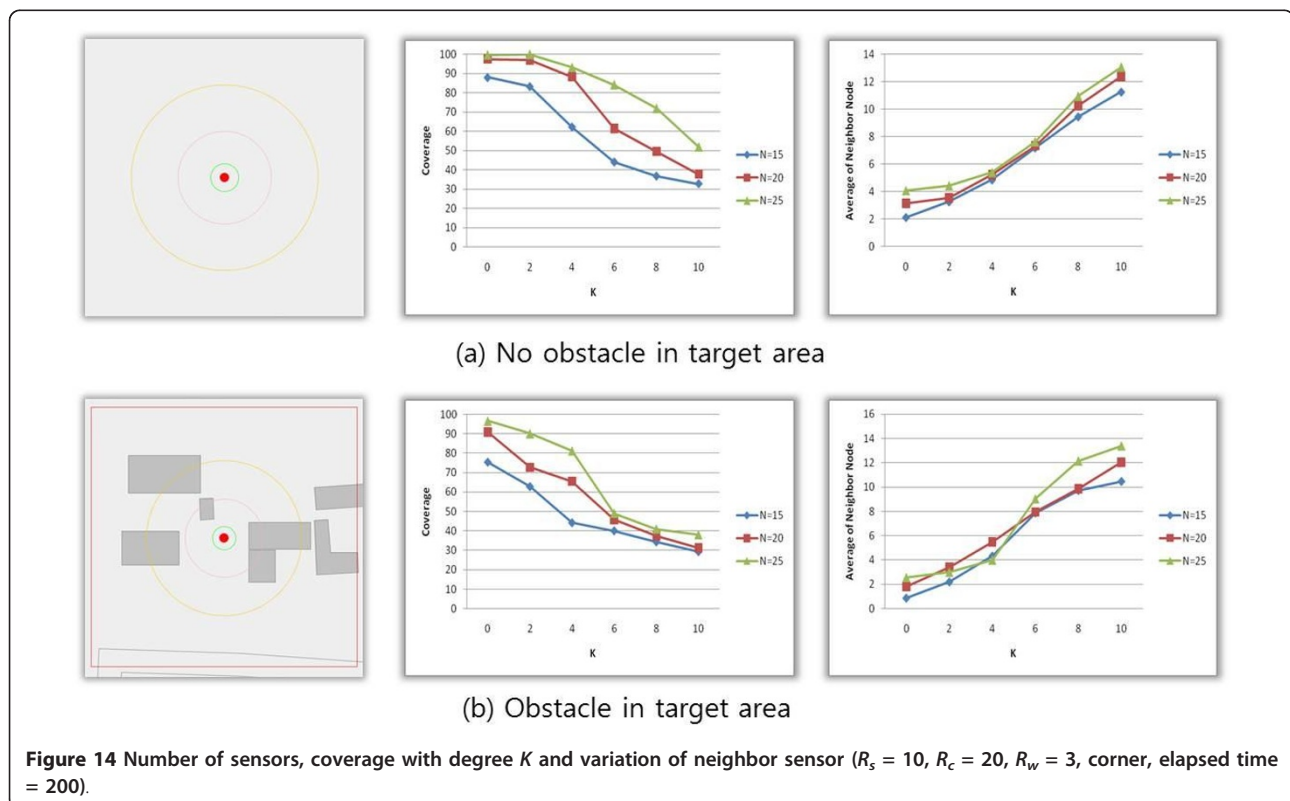 100
90
80
70
60
50
40
30
20
10
0
Coverage
0 2 4 6 8 10
K
N=15
N=20
N=25
14
12
10
8
6
4
2
0
Average of Neighbor Node
0 2 4 6 8 10
K
N=15
N=20
N=25
(a) No obstacle in target area
100
90
80
70
60
50
40
30
20
10
0
Coverage
0 2 4 6 8 10
K
N=15
N=20
N=25
16
14
12
10
8
6
4
2
0
Average of Neighbor Node
0 2 4 6 8 10
K
N=15
N=20
N=25
(b) Obstacle in target area
Figure 14 Number of sensors, coverage with degree K and variation of neighbor sensor (Rs = 10, Rc = 20, Rw = 3, corner, elapsed time
= 200).